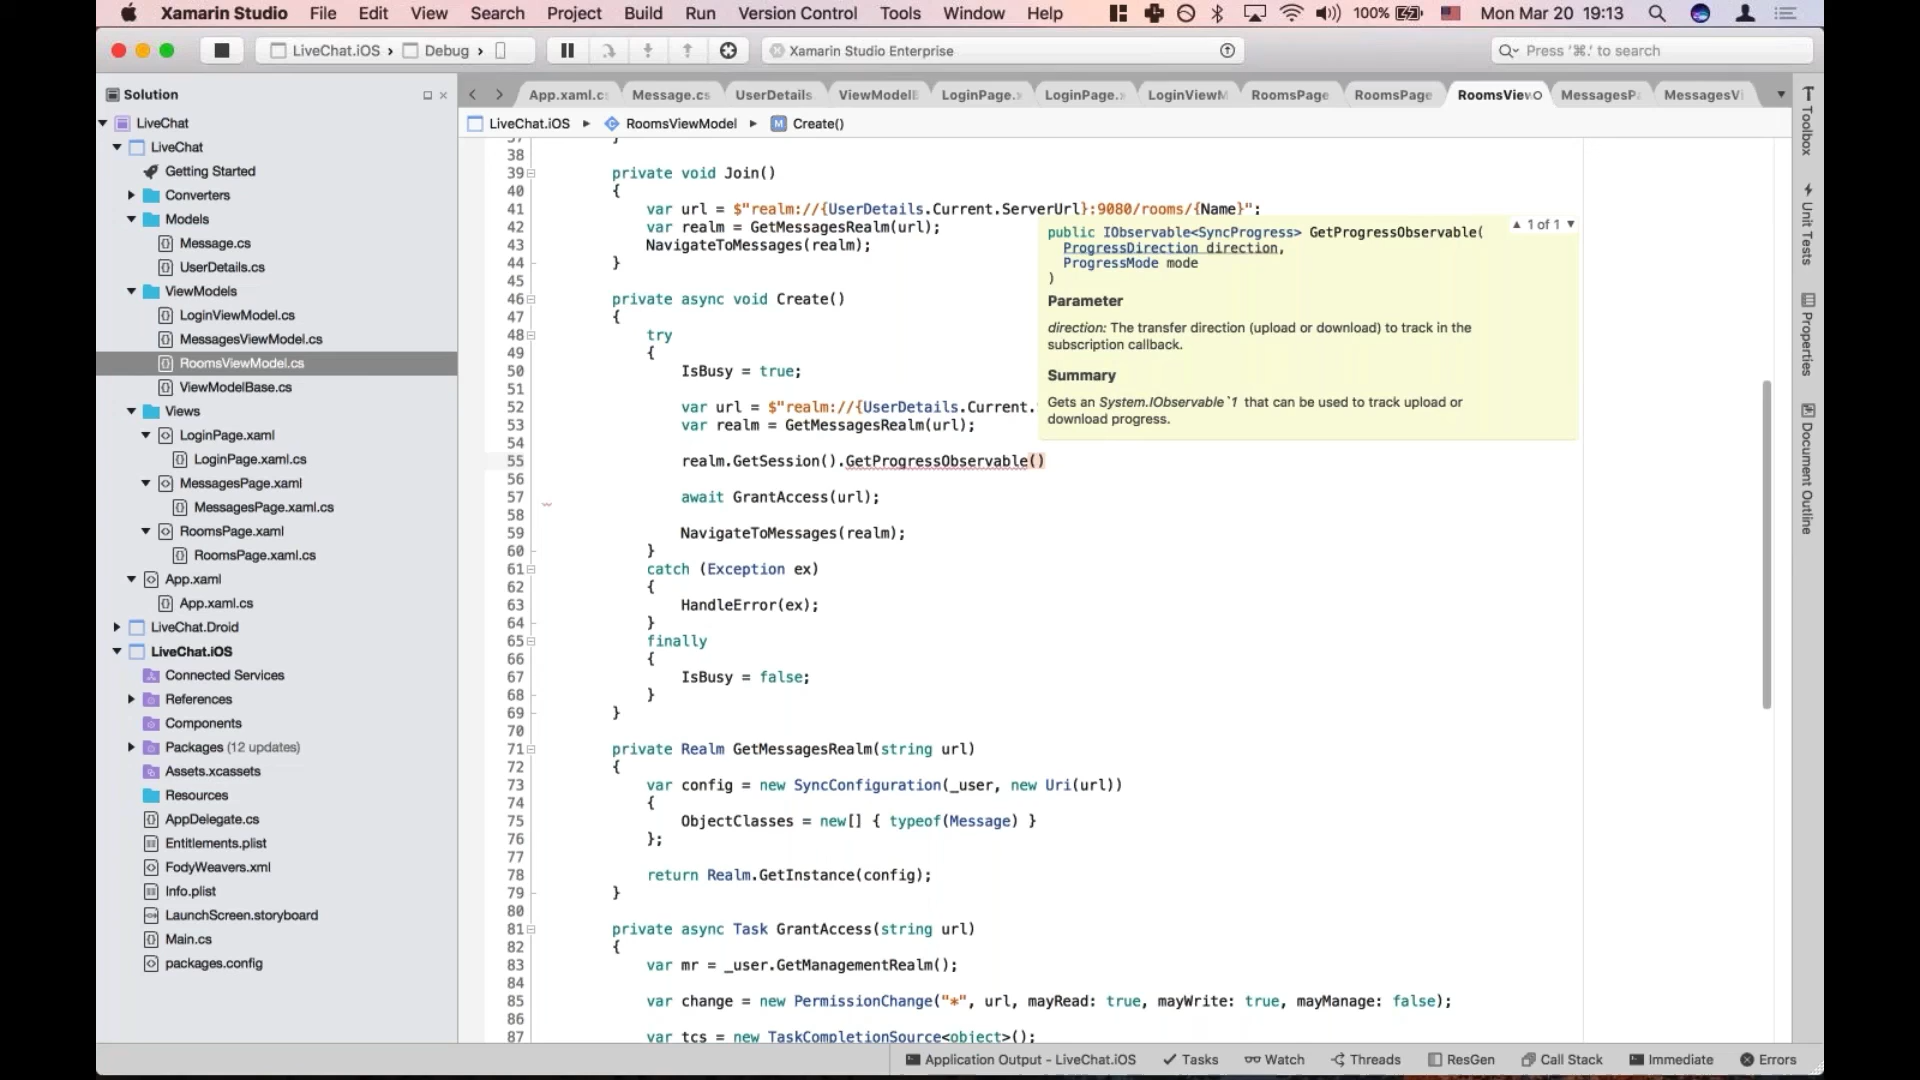 Xamarin Studio File Edit View Search Project Build Run Version Control Tools Window Help 100% Mon Mar 20 19:13
LiveChat.iOS › Debug › Xamarin Studio Enterprise Press ‘⌘.’ to search
Solution
LiveChat
LiveChat
Getting Started
Converters
Models
Message.cs
UserDetails.cs
ViewModels
LoginViewModel.cs
MessagesViewModel.cs
RoomsViewModel.cs
ViewModelBase.cs
Views
LoginPage.xaml
LoginPage.xaml.cs
MessagesPage.xaml
MessagesPage.xaml.cs
RoomsPage.xaml
RoomsPage.xaml.cs
App.xaml
App.xaml.cs
LiveChat.Droid
LiveChat.iOS
Connected Services
References
Components
Packages (12 updates)
Assets.xcassets
Resources
AppDelegate.cs
Entitlements.plist
FodyWeavers.xml
Info.plist
LaunchScreen.storyboard
Main.cs
packages.config
App.xaml.c Message.cs UserDetails ViewModel LoginPage. LoginPage. LoginViewM RoomsPage RoomsPage RoomsView MessagesP MessagesVi
LiveChat.iOS RoomsViewModel M Create()
37 }
38
39 private void Join()
40 {
41 var url = $"realm://{UserDetails.Current.ServerUrl}:9080/rooms/{Name}";
42 var realm = GetMessagesRealm(url);
43 NavigateToMessages(realm);
44 }
45
46 private async void Create()
47 {
48 try
49 {
50 IsBusy = true;
51
52 var url = $"realm://{UserDetails.Current.
53 var realm = GetMessagesRealm(url);
54
55 realm.GetSession().GetProgressObservable()
56
57 await GrantAccess(url);
58
59 NavigateToMessages(realm);
60 }
61 catch (Exception ex)
62 {
63 HandleError(ex);
64 }
65 finally
66 {
67 IsBusy = false;
68 }
69 }
70
71 private Realm GetMessagesRealm(string url)
72 {
73 var config = new SyncConfiguration(_user, new Uri(url))
74 {
75 ObjectClasses = new[] { typeof(Message) }
76 };
77
78 return Realm.GetInstance(config);
79 }
80
81 private async Task GrantAccess(string url)
82 {
83 var mr = _user.GetManagementRealm();
84
85 var change = new PermissionChange("*", url, mayRead: true, mayWrite: true, mayManage: false);
86
87 var tcs = new TaskCompletionSource<object>();
▲ 1 of 1 ▼
public IObservable<SyncProgress> GetProgressObservable(
ProgressDirection direction,
ProgressMode mode
)
Parameter
direction: The transfer direction (upload or download) to track in the
subscription callback.
Summary
Gets an System.IObservable`1 that can be used to track upload or
download progress.
Toolbox
Unit Tests
Properties
Document Outline
Application Output - LiveChat.iOS Tasks Watch Threads ResGen Call Stack Immediate Errors